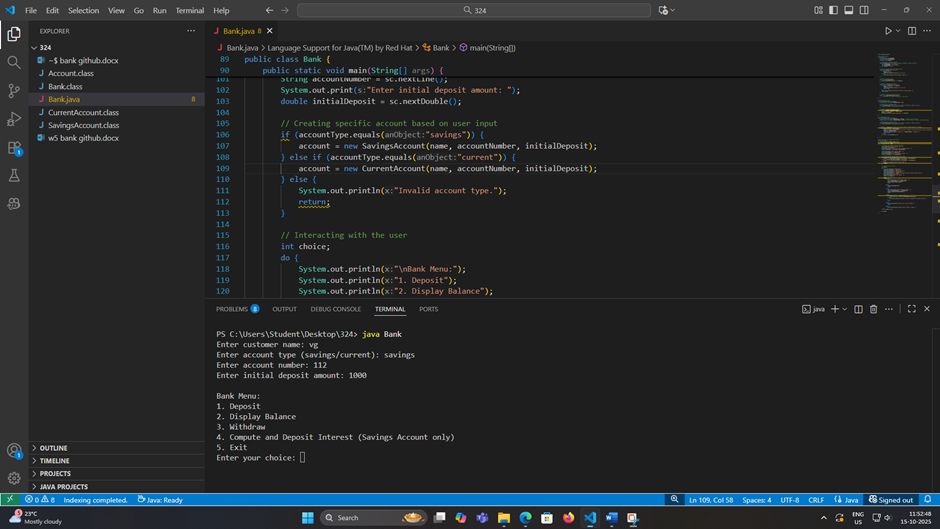 File Edit Selection View Go Run Terminal Help
324
EXPLORER
324
~$ bank github.docx
Account.class
Bank.class
Bank.java 8
CurrentAccount.class
SavingsAccount.class
w5 bank github.docx
OUTLINE
TIMELINE
PROJECTS
JAVA PROJECTS
Bank.java 8
Bank.java > Language Support for Java(TM) by Red Hat > Bank > main(String[])
89 public class Bank {
90 public static void main(String[] args) {
101 String accountNumber = sc.nextLine();
102 System.out.print(s:"Enter initial deposit amount: ");
103 double initialDeposit = sc.nextDouble();
104
105 // Creating specific account based on user input
106 if (accountType.equals(anObject:"savings")) {
107 account = new SavingsAccount(name, accountNumber, initialDeposit);
108 } else if (accountType.equals(anObject:"current")) {
109 account = new CurrentAccount(name, accountNumber, initialDeposit);
110 } else {
111 System.out.println(x:"Invalid account type.");
112 return;
113 }
114
115 // Interacting with the user
116 int choice;
117 do {
118 System.out.println(x:"\nBank Menu:");
119 System.out.println(x:"1. Deposit");
120 System.out.println(x:"2. Display Balance");
PROBLEMS 8 OUTPUT DEBUG CONSOLE TERMINAL PORTS
java
PS C:\Users\Student\Desktop\324> java Bank
Enter customer name: vg
Enter account type (savings/current): savings
Enter account number: 112
Enter initial deposit amount: 1000
Bank Menu:
1. Deposit
2. Display Balance
3. Withdraw
4. Compute and Deposit Interest (Savings Account only)
5. Exit
Enter your choice:
0 8 Indexing completed. Java: Ready
Ln 109, Col 58 Spaces: 4 UTF-8 CRLF Java Signed out
23°C
Mostly cloudy
Search
ENG
US
11:52:48
15-10-2025